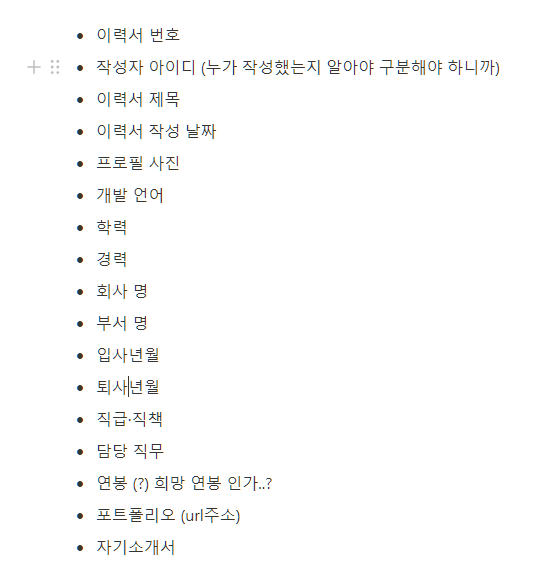 이력서 번호
작성자 아이디 (누가 작성했는지 알아야 구분해야 하니까)
이력서 제목
이력서 작성 날짜
프로필 사진
개발 언어
학력
경력
회사 명
부서 명
입사년월
퇴사년월
직급·직책
담당 직무
연봉 (?) 희망 연봉 인가..?
포트폴리오 (url주소)
자기소개서